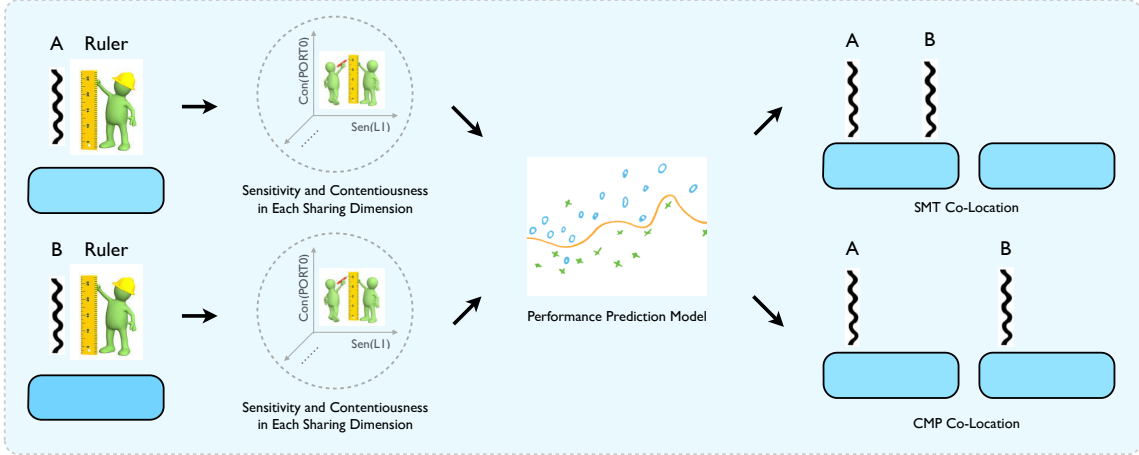 A Ruler
Con(PORT0)
Sen(L1)
......
Sensitivity and Contentiousness
in Each Sharing Dimension
B Ruler
Con(PORT0)
Sen(L1)
......
Sensitivity and Contentiousness
in Each Sharing Dimension
Performance Prediction Model
A B
SMT Co-Location
A B
CMP Co-Location